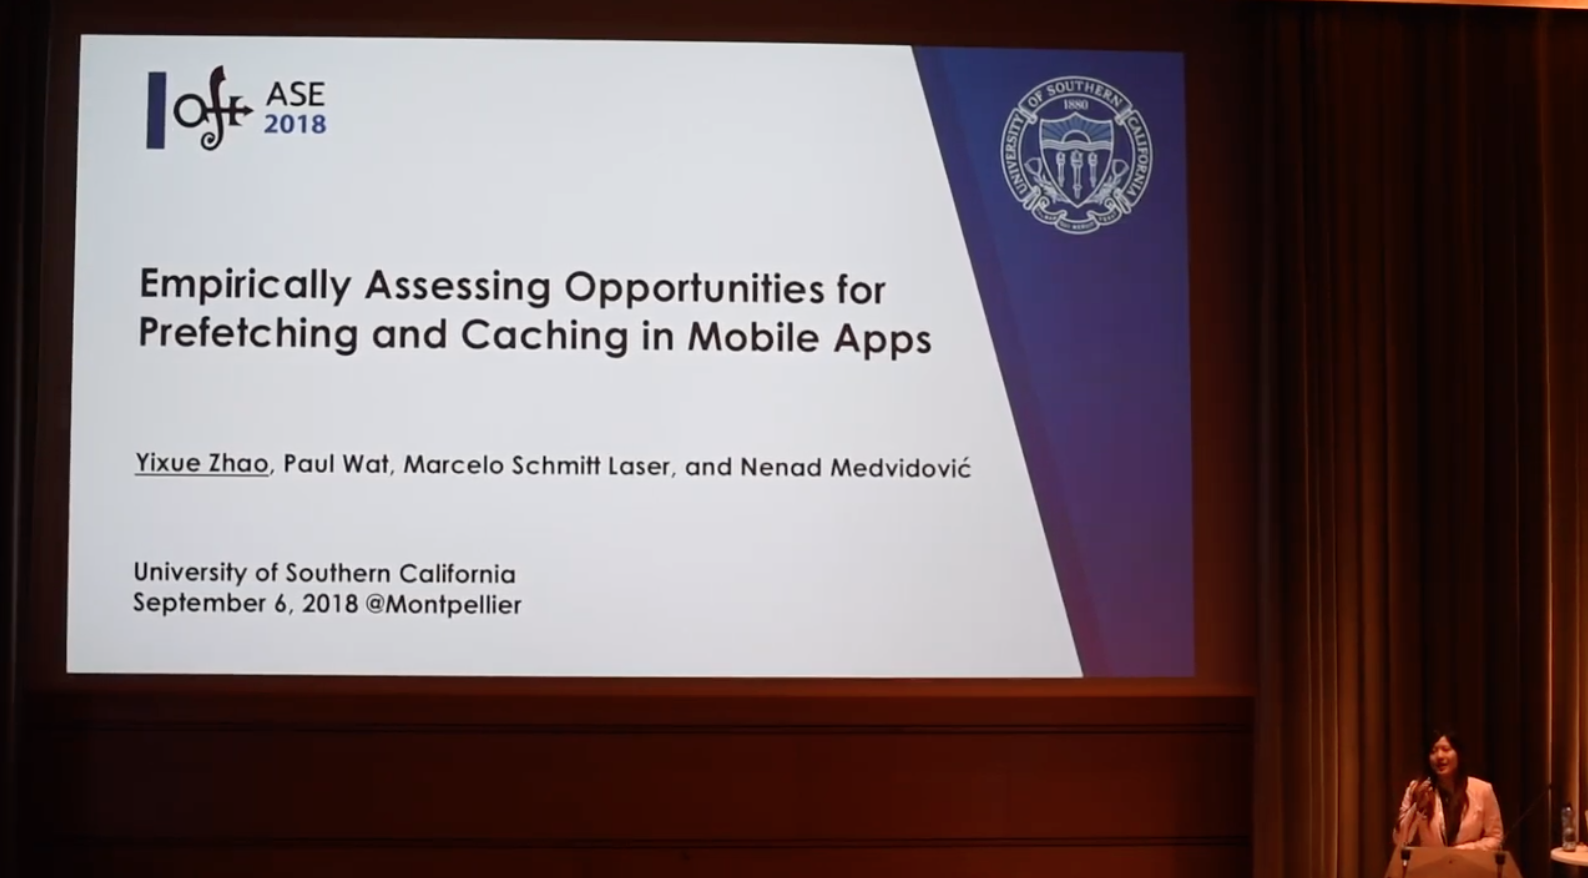 ASE
2018
UNIVERSITY OF SOUTHERN CALIFORNIA
1880
Empirically Assessing Opportunities for
Prefetching and Caching in Mobile Apps
Yixue Zhao, Paul Wat, Marcelo Schmitt Laser, and Nenad Medvidović
University of Southern California
September 6, 2018 @Montpellier